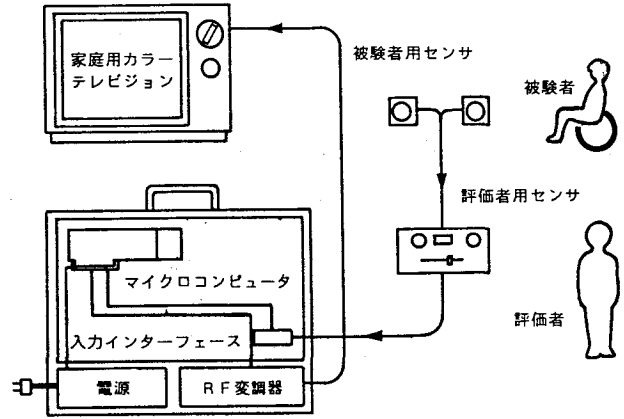 家庭用カラー
テレビジョン
被験者用センサ
被験者
評価者用センサ
マイクロコンピュータ
評価者
入力インターフェース
電源
RF変調器